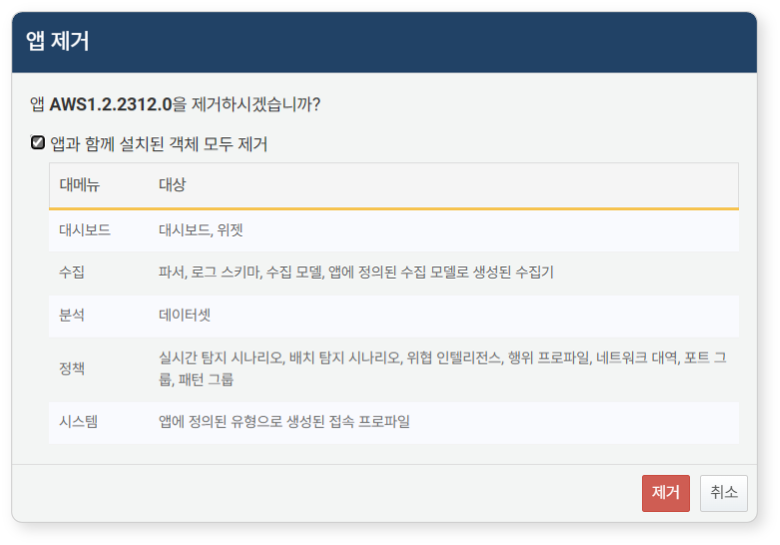 앱 제거
앱 AWS1.2.2312.0을 제거하시겠습니까?
앱과 함께 설치된 객체 모두 제거
대메뉴 대상
대시보드 대시보드, 위젯
수집 파서, 로그 스키마, 수집 모델, 앱에 정의된 수집 모델로 생성된 수집기
분석 데이터셋
정책 실시간 탐지 시나리오, 배치 탐지 시나리오, 위협 인텔리전스, 행위 프로파일, 네트워크 대역, 포트 그
룹, 패턴 그룹
시스템 앱에 정의된 유형으로 생성된 접속 프로파일
제거 취소